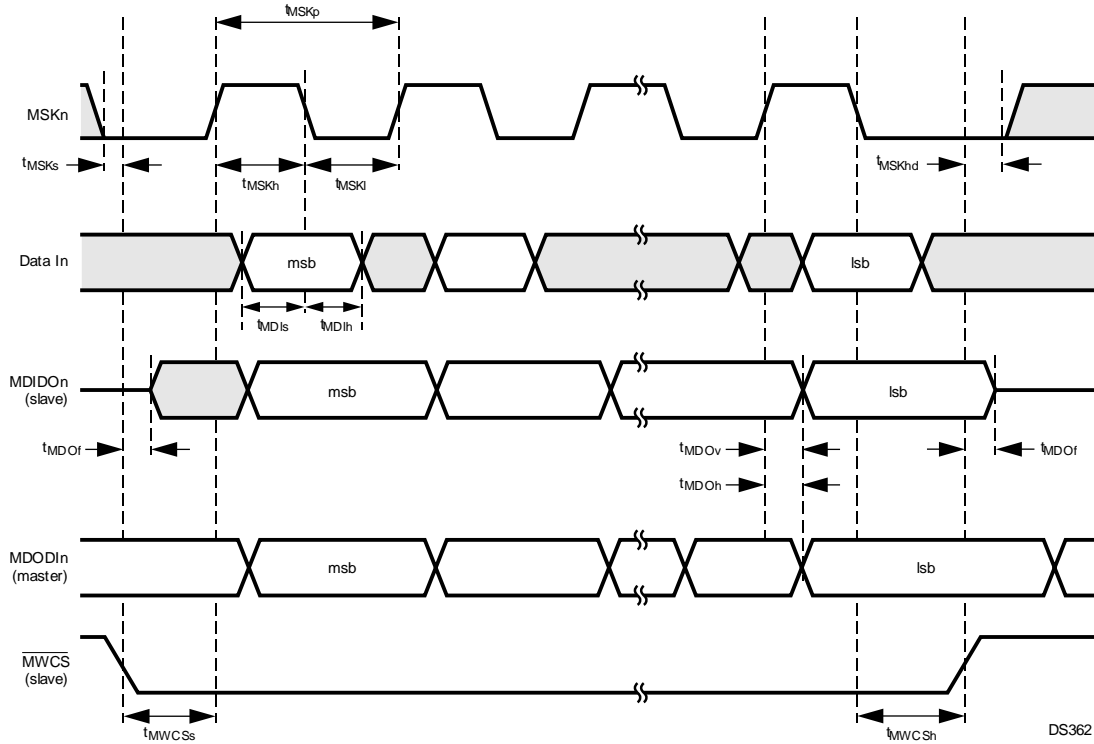 tMSKp
MSKn
tMSKs
tMSKh
tMSKl
tMSKhd
Data In
msb
lsb
tMDIs
tMDIh
MDIDOn
(slave)
msb
lsb
tMDOf
tMDOv
tMDOf
tMDOh
MDODIn
(master)
msb
lsb
MWCS
(slave)
tMWCSs
tMWCSh
DS362